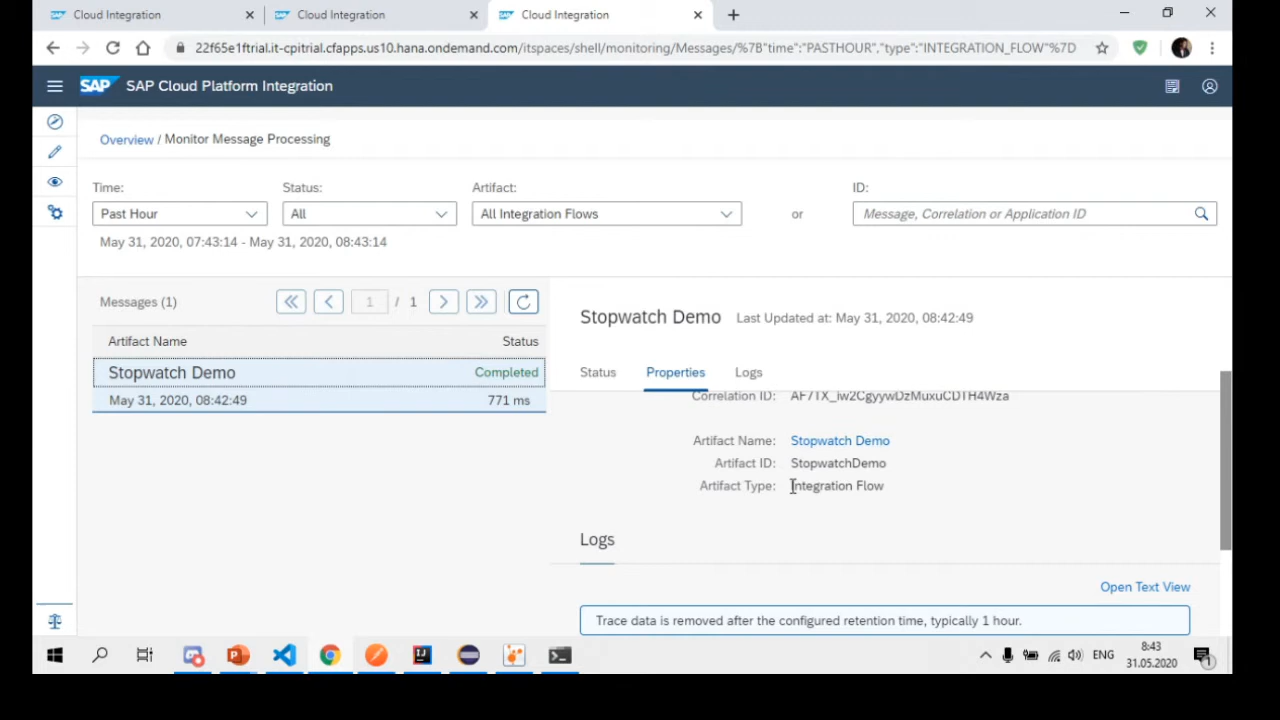 Cloud Integration
Cloud Integration
Cloud Integration
22f65e1ftrial.it-cpitrial.cfapps.us10.hana.ondemand.com/itspaces/shell/monitoring/Messages/%7B"time":"PASTHOUR","type":"INTEGRATION_FLOW"%7D
SAP SAP Cloud Platform Integration
Overview / Monitor Message Processing
Time: Status: Artifact: ID:
Past Hour All All Integration Flows or Message, Correlation or Application ID
May 31, 2020, 07:43:14 - May 31, 2020, 08:43:14
Messages (1) 1 / 1
Artifact Name Status
Stopwatch Demo Completed
May 31, 2020, 08:42:49 771 ms
Stopwatch Demo Last Updated at: May 31, 2020, 08:42:49
Status Properties Logs
Correlation ID:
Artifact Name: Stopwatch Demo
Artifact ID: StopwatchDemo
Artifact Type: Integration Flow
Logs
Open Text View
Trace data is removed after the configured retention time, typically 1 hour.
ENG
8:43
31.05.2020
1